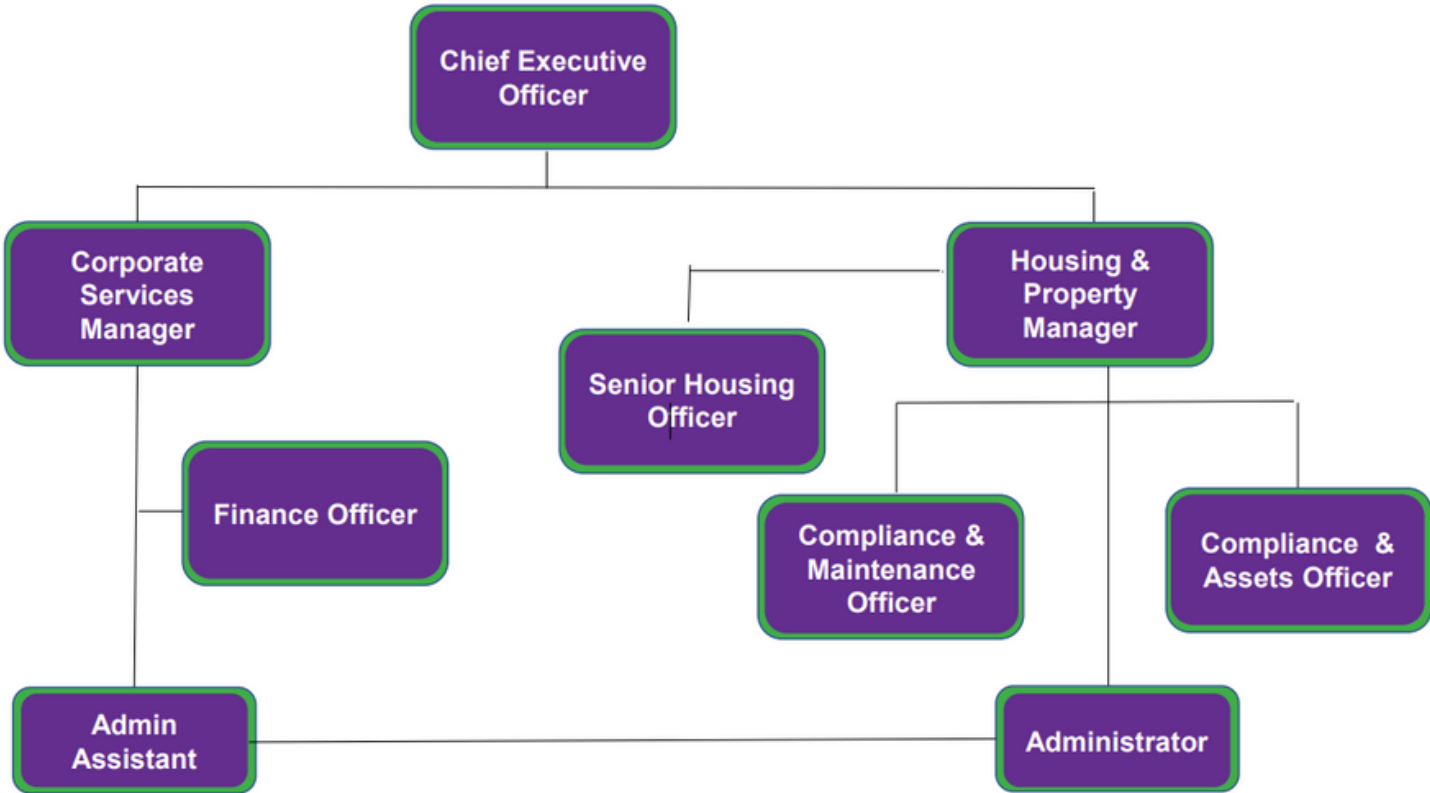 Chief Executive
Officer
Corporate
Services
Manager
Housing &
Property
Manager
Senior Housing
Officer
Finance Officer
Compliance &
Maintenance
Officer
Compliance & 
Assets Officer
Admin
Assistant
Administrator